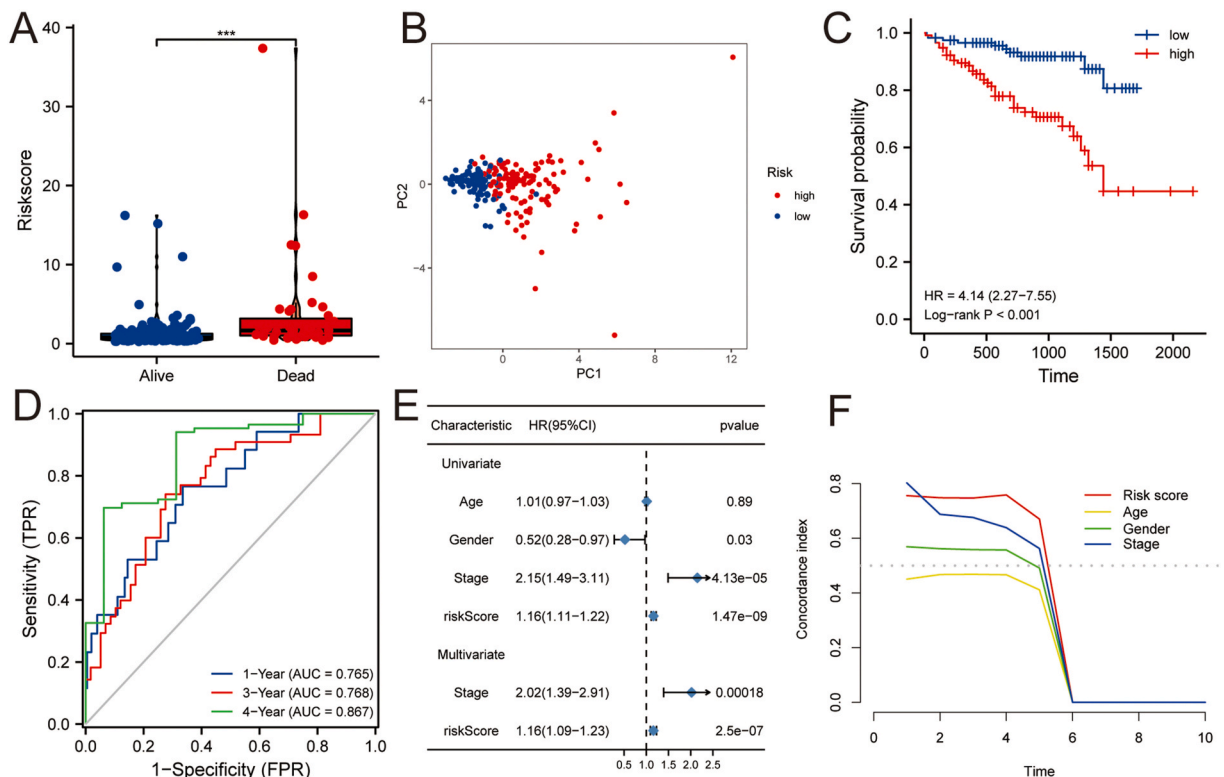 A
***
Riskscore
40
30
20
10
0
Alive
Dead
B
4
0
−4
PC2
0
4
8
12
PC1
Risk
high
low
C
low
high
Survival probability
1.0
0.8
0.6
0.4
0.2
0.0
HR = 4.14 (2.27−7.55)
Log−rank P < 0.001
0
500
1000
1500
2000
Time
D
Sensitivity (TPR)
1.0
0.8
0.6
0.4
0.2
0.0
1−Year (AUC = 0.765)
3−Year (AUC = 0.768)
4−Year (AUC = 0.867)
0.0
0.2
0.4
0.6
0.8
1.0
1−Specificity (FPR)
E
Characteristic HR(95%CI) pvalue
Univariate
Age 1.01(0.97−1.03) 0.89
Gender 0.52(0.28−0.97) 0.03
Stage 2.15(1.49−3.11) 4.13e−05
riskScore 1.16(1.11−1.22) 1.47e−09
Multivariate
Stage 2.02(1.39−2.91) 0.00018
riskScore 1.16(1.09−1.23) 2.5e−07
0.5 1.0 1.5 2.0 2.5
F
Concordance index
0.8
0.6
0.4
0.2
0.0
Risk score
Age
Gender
Stage
0
2
4
6
8
10
Time